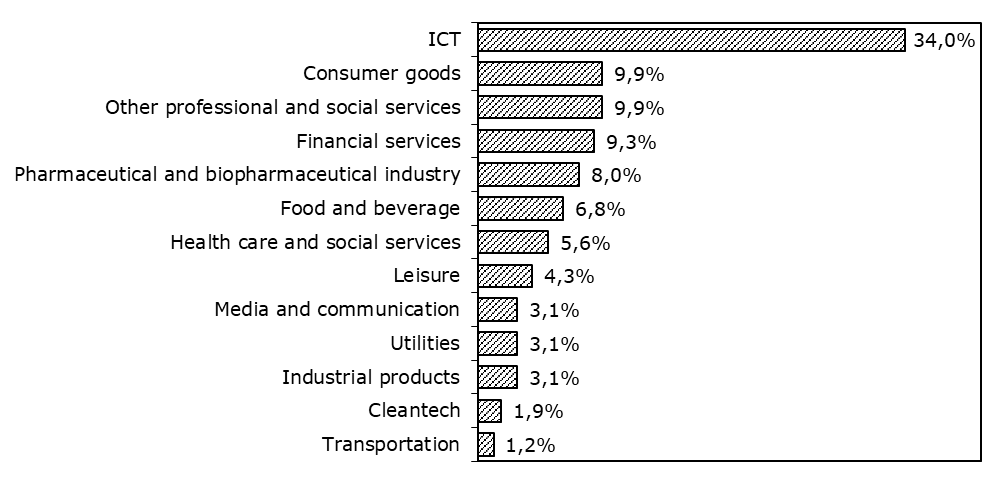 ICT 34,0%
Consumer goods 9,9%
Other professional and social services 9,9%
Financial services 9,3%
Pharmaceutical and biopharmaceutical industry 8,0%
Food and beverage 6,8%
Health care and social services 5,6%
Leisure 4,3%
Media and communication 3,1%
Utilities 3,1%
Industrial products 3,1%
Cleantech 1,9%
Transportation 1,2%